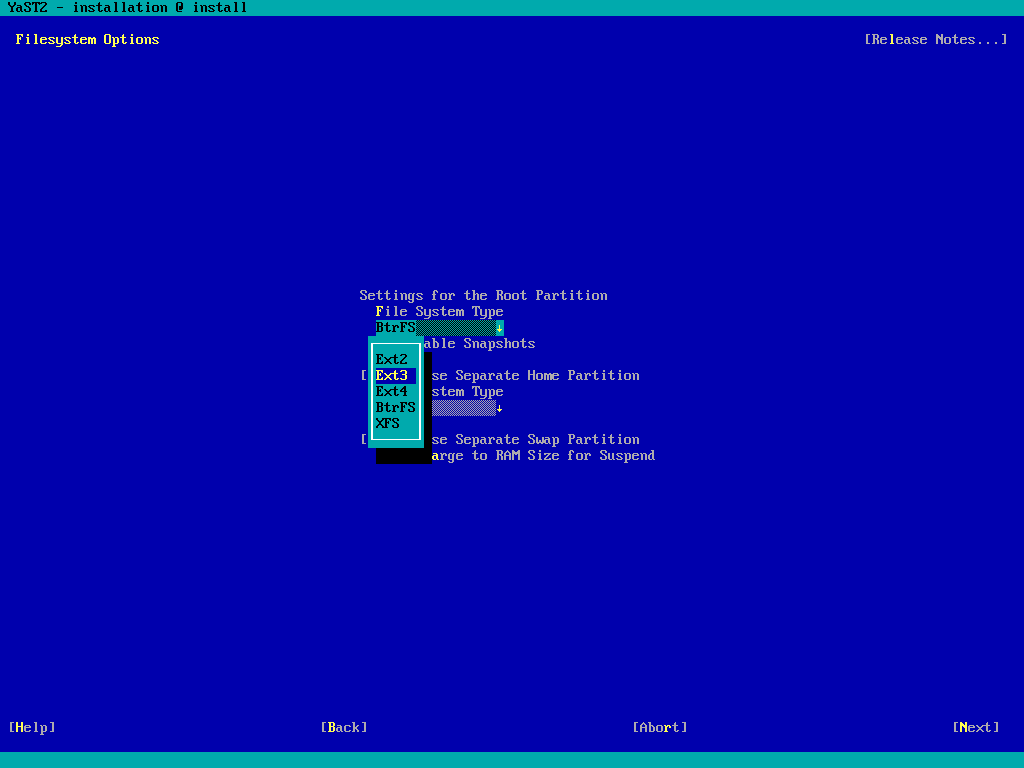 YaST2 - installation @ install
Filesystem Options [Release Notes...]
Settings for the Root Partition
File System Type
BtrFS ↓
able Snapshots
Ext2
[ Ext3 se Separate Home Partition
Ext4 stem Type
BtrFS ↓
XFS
[ se Separate Swap Partition
arge to RAM Size for Suspend
[Help] [Back] [Abort] [Next]